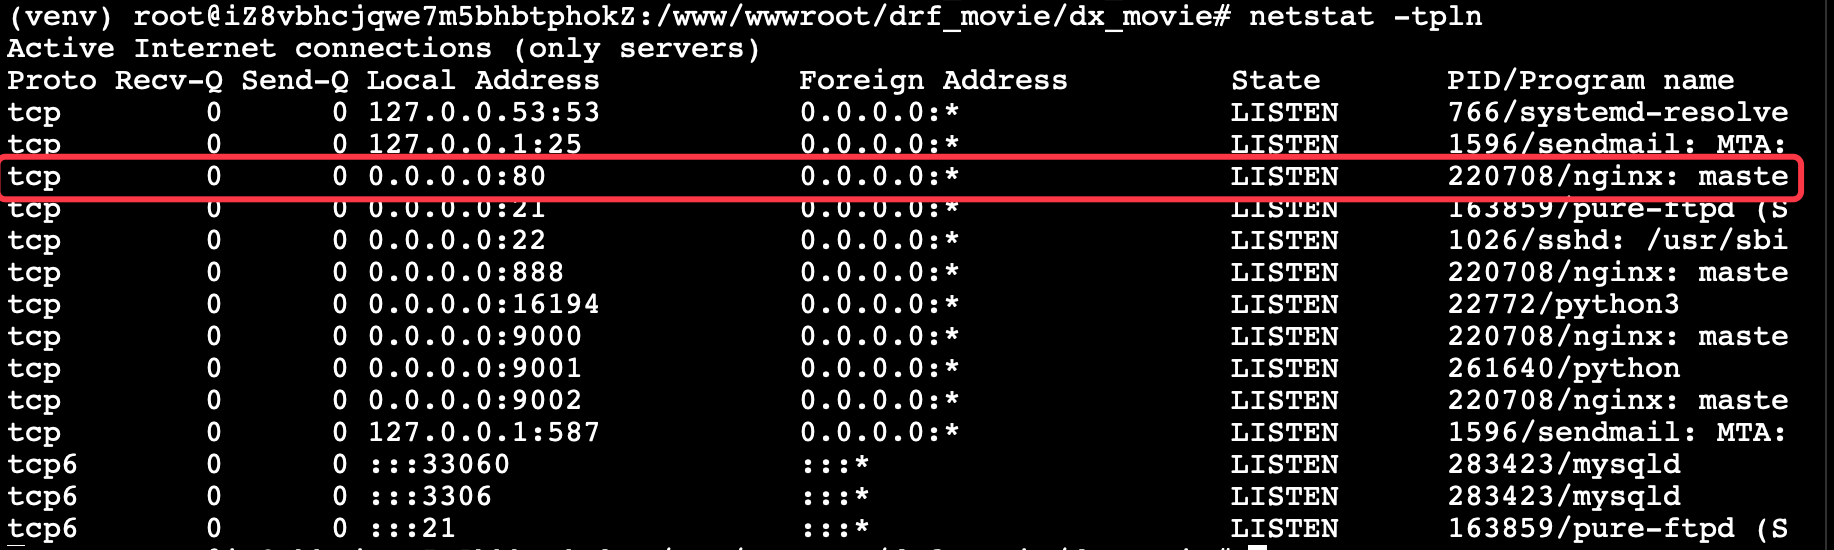 (venv) root@iZ8vbhcjqwe7m5bhbtphokZ:/www/wwwroot/drf_movie/dx_movie# netstat -tpln
Active Internet connections (only servers)
Proto Recv-Q Send-Q Local Address           Foreign Address         State       PID/Program name
tcp        0      0 127.0.0.53:53           0.0.0.0:*               LISTEN      766/systemd-resolve
tcp        0      0 127.0.0.1:25            0.0.0.0:*               LISTEN      1596/sendmail: MTA:
tcp        0      0 0.0.0.0:80              0.0.0.0:*               LISTEN      220708/nginx: maste
tcp        0      0 0.0.0.0:21              0.0.0.0:*               LISTEN      163859/pure-ftpd (S
tcp        0      0 0.0.0.0:22              0.0.0.0:*               LISTEN      1026/sshd: /usr/sbi
tcp        0      0 0.0.0.0:888             0.0.0.0:*               LISTEN      220708/nginx: maste
tcp        0      0 0.0.0.0:16194           0.0.0.0:*               LISTEN      22772/python3
tcp        0      0 0.0.0.0:9000            0.0.0.0:*               LISTEN      220708/nginx: maste
tcp        0      0 0.0.0.0:9001            0.0.0.0:*               LISTEN      261640/python
tcp        0      0 0.0.0.0:9002            0.0.0.0:*               LISTEN      220708/nginx: maste
tcp        0      0 127.0.0.1:587           0.0.0.0:*               LISTEN      1596/sendmail: MTA:
tcp6       0      0 :::33060                :::*                    LISTEN      283423/mysqld
tcp6       0      0 :::3306                 :::*                    LISTEN      283423/mysqld
tcp6       0      0 :::21                   :::*                    LISTEN      163859/pure-ftpd (S